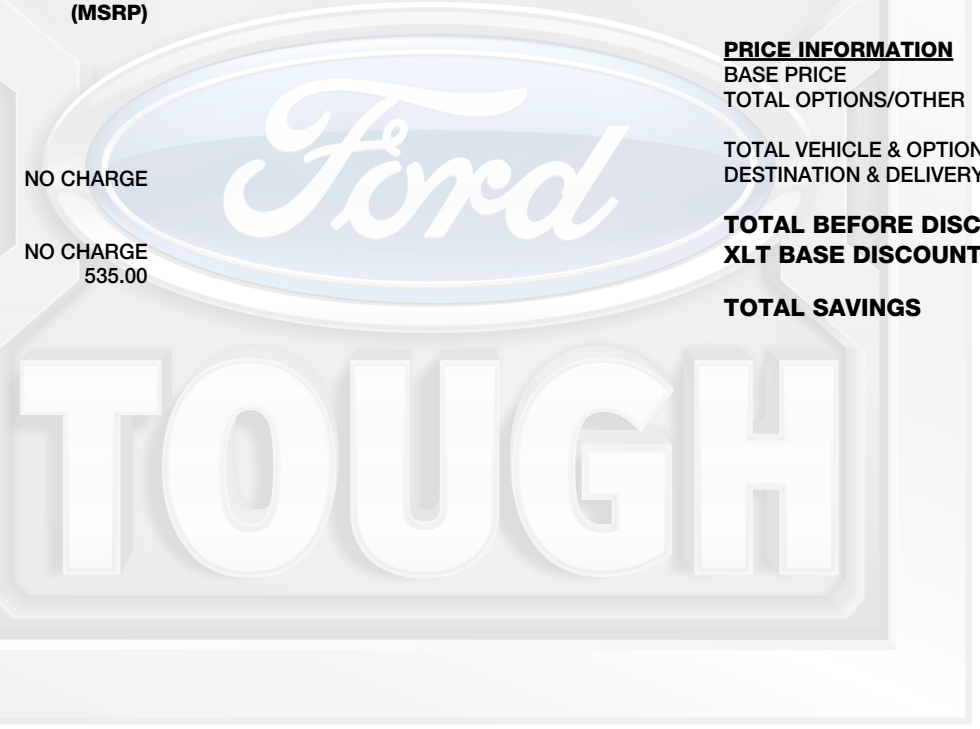 (MSRP)
NO CHARGE
NO CHARGE
535.00
PRICE INFORMATION
BASE PRICE
TOTAL OPTIONS/OTHER
TOTAL VEHICLE & OPTION
DESTINATION & DELIVERY
TOTAL BEFORE DISC
XLT BASE DISCOUNT
TOTAL SAVINGS
Ford
TOUGH